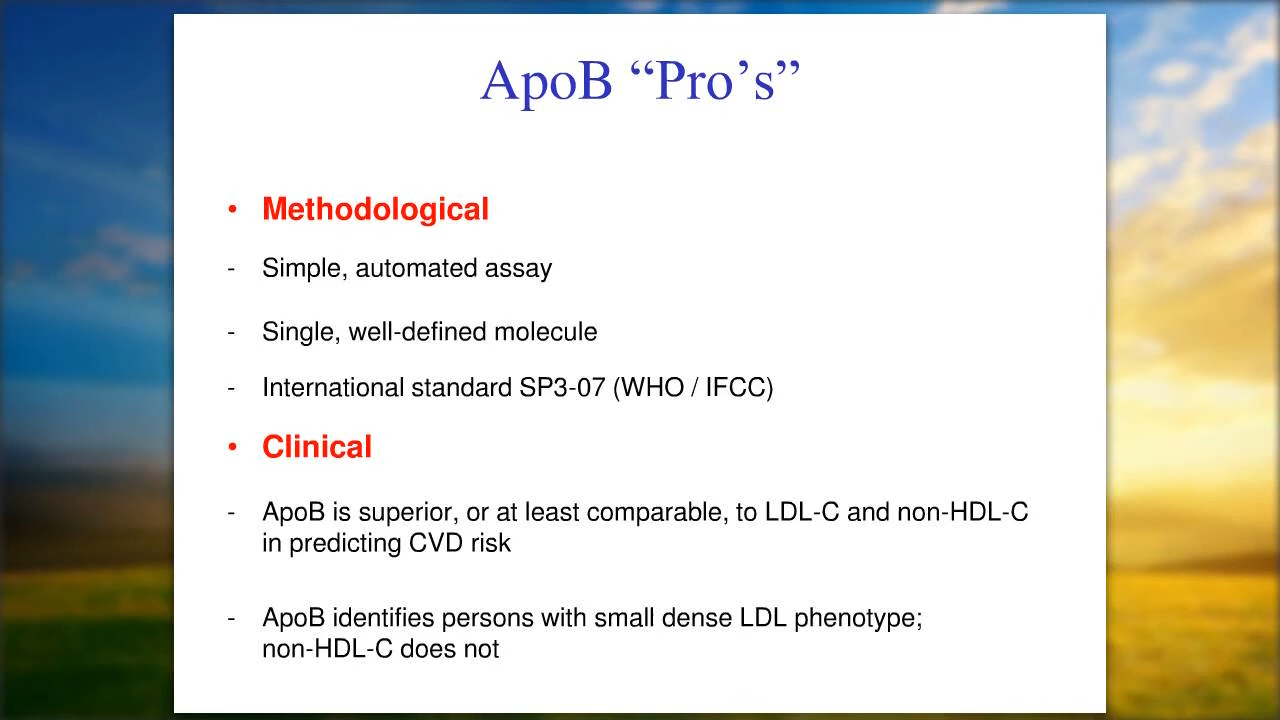 ApoB “Pro’s”
• Methodological
- Simple, automated assay
- Single, well-defined molecule
- International standard SP3-07 (WHO / IFCC)
• Clinical
- ApoB is superior, or at least comparable, to LDL-C and non-HDL-C
in predicting CVD risk
- ApoB identifies persons with small dense LDL phenotype;
non-HDL-C does not